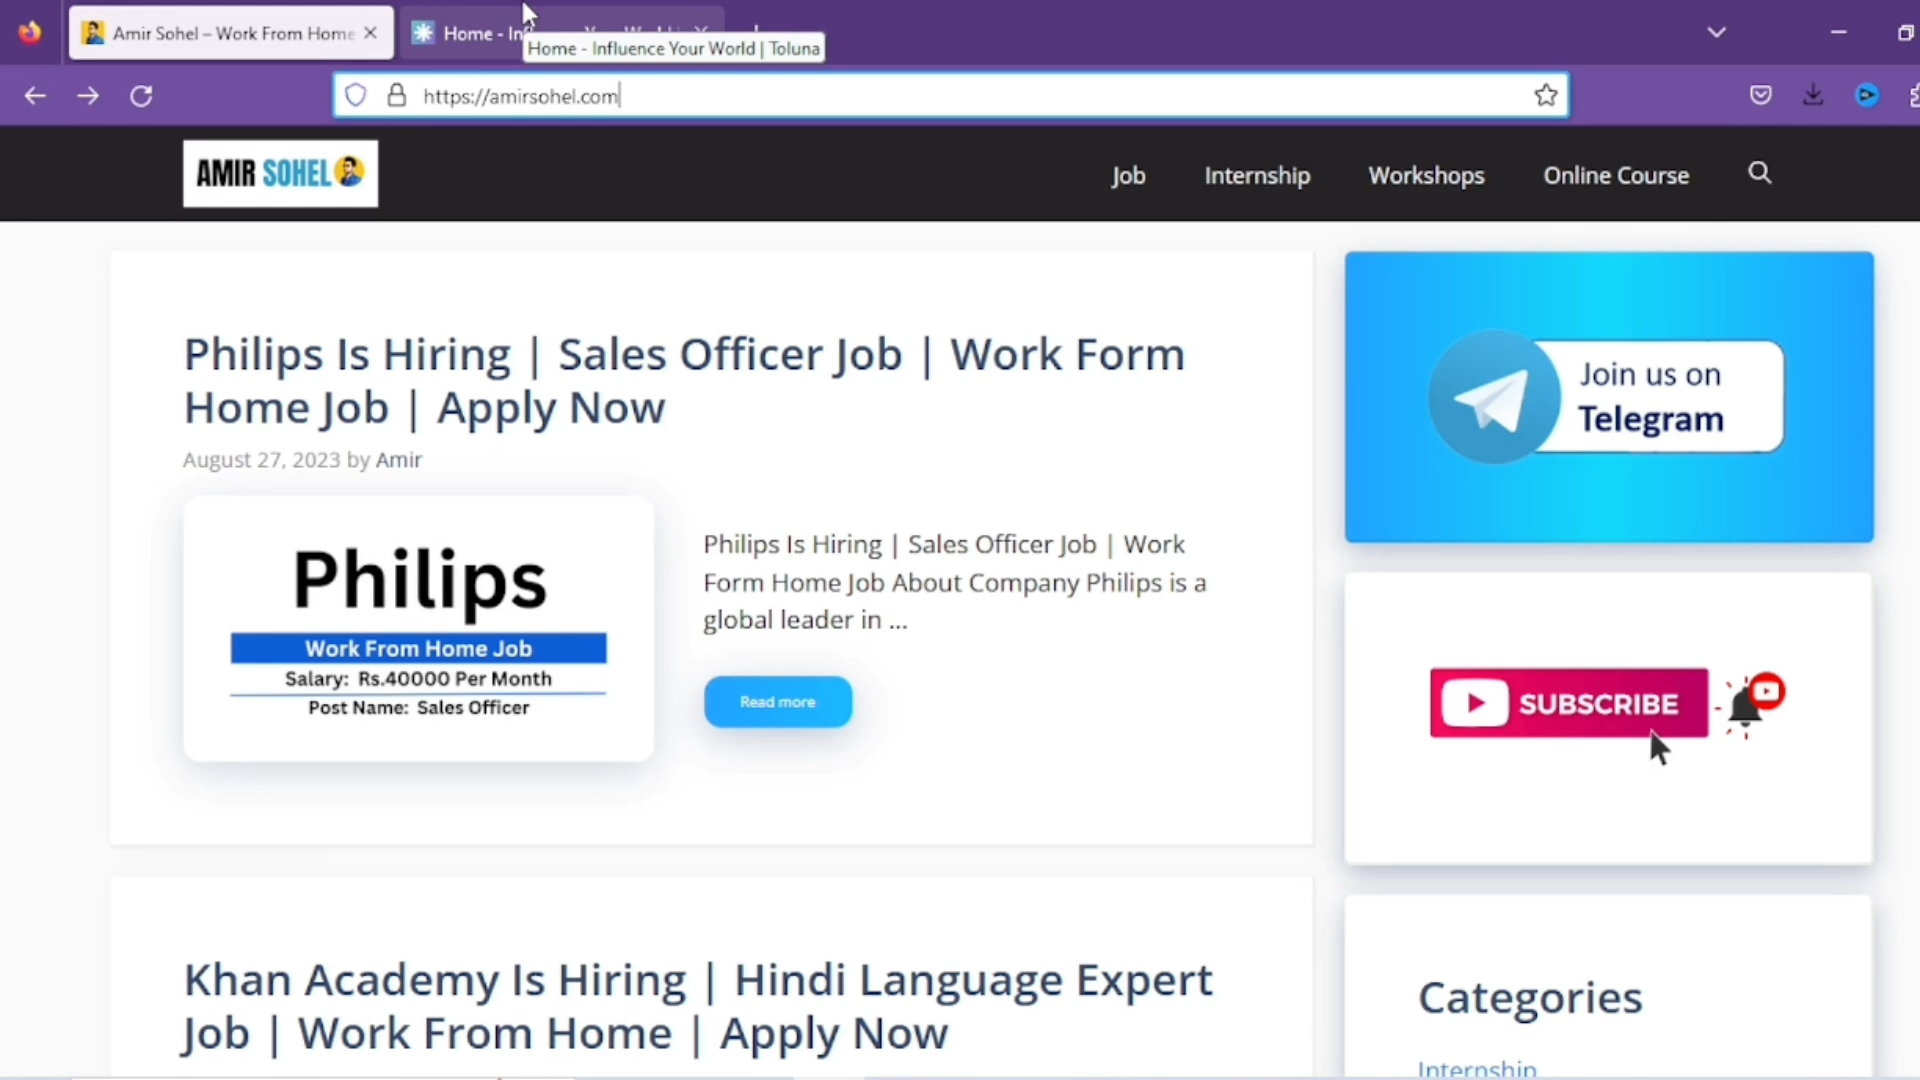 Amir Sohel – Work From Home
Home - Inf
Home - Influence Your World | Toluna
https://amirsohel.com
AMIR SOHEL
Job
Internship
Workshops
Online Course
Philips Is Hiring | Sales Officer Job | Work Form
Home Job | Apply Now
August 27, 2023 by Amir
Philips
Work From Home Job
Salary: Rs.40000 Per Month
Post Name: Sales Officer
Philips Is Hiring | Sales Officer Job | Work
Form Home Job About Company Philips is a
global leader in ...
Read more
Join us on
Telegram
SUBSCRIBE
Khan Academy Is Hiring | Hindi Language Expert
Job | Work From Home | Apply Now
Categories
Internship